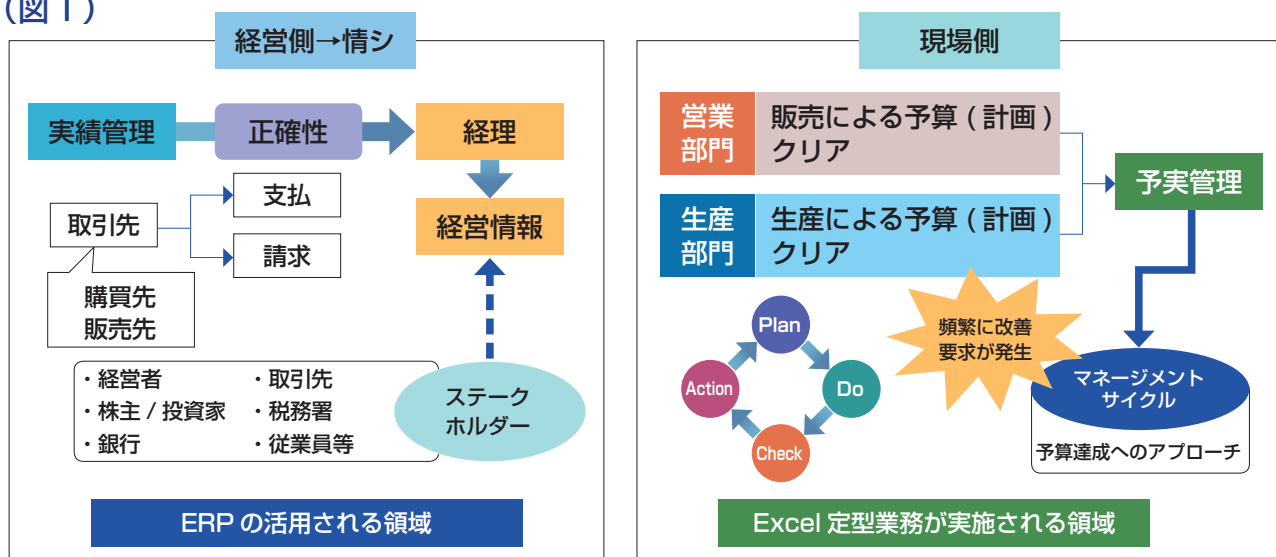 (図1)
経営側→情シ
実績管理
正確性
経理
取引先
支払
請求
経営情報
購買先
販売先
・経営者
・取引先
・株主 / 投資家
・税務署
・銀行
・従業員等
ステーク
ホルダー
ERP の活用される領域
現場側
営業
部門
販売による予算 ( 計画 )
クリア
生産
部門
生産による予算 ( 計画 )
クリア
予実管理
頻繁に改善
要求が発生
Plan
Do
Check
Action
マネージメント
サイクル
予算達成へのアプローチ
Excel 定型業務が実施される領域